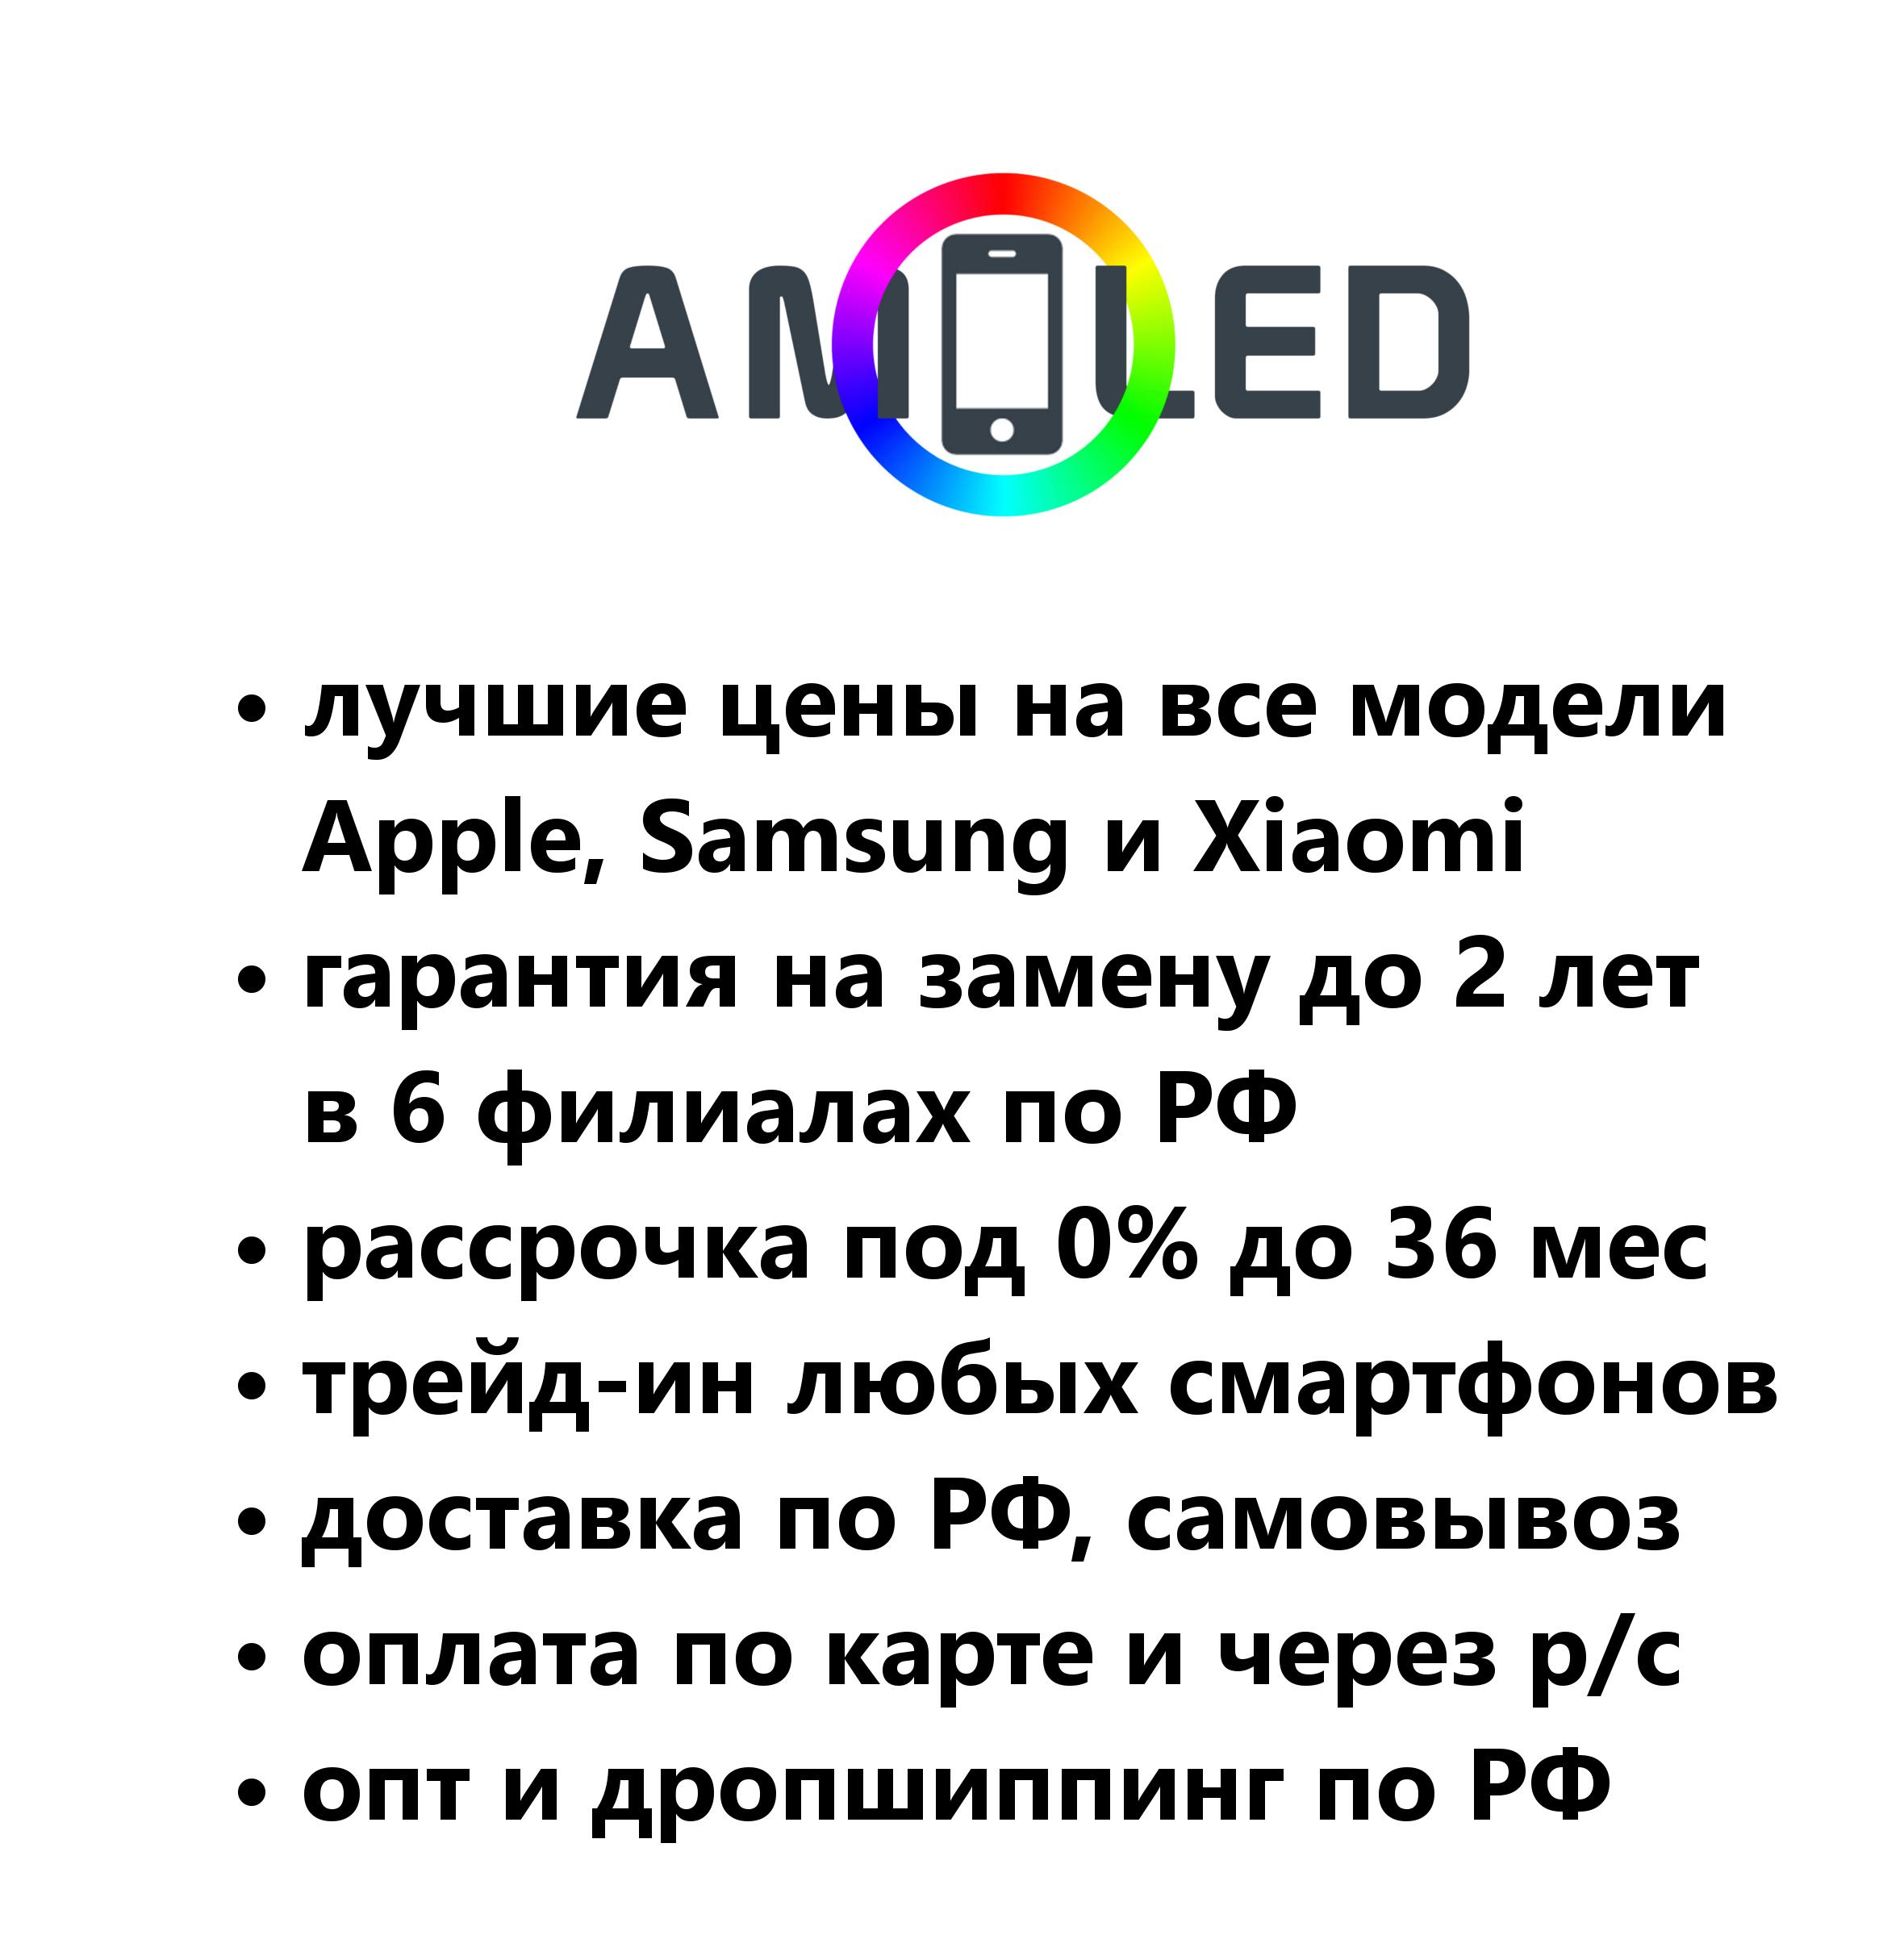 AMOLED
• лучшие цены на все модели
Apple, Samsung и Xiaomi
• гарантия на замену до 2 лет
в 6 филиалах по РФ
• рассрочка под 0% до 36 мес
• трейд-ин любых смартфонов
• доставка по РФ, самовывоз
• оплата по карте и через р/с
• опт и дропшиппинг по РФ